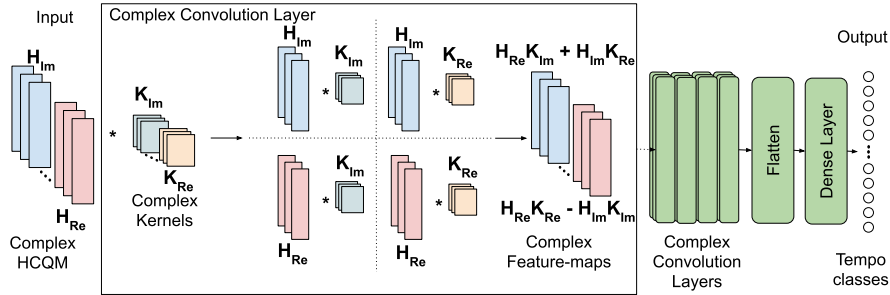 Input
Complex Convolution Layer
Output
H_Im
K_Im
*
K_Re
H_Re
Complex
HCQM
Complex
Kernels
H_Im
*
K_Im
H_Im
*
K_Re
H_Re
*
K_Im
H_Re
*
K_Re
H_Re K_Im + H_Im K_Re
H_Re K_Re - H_Im K_Im
Complex
Feature-maps
Complex
Convolution
Layers
Flatten
Dense Layer
Tempo
classes